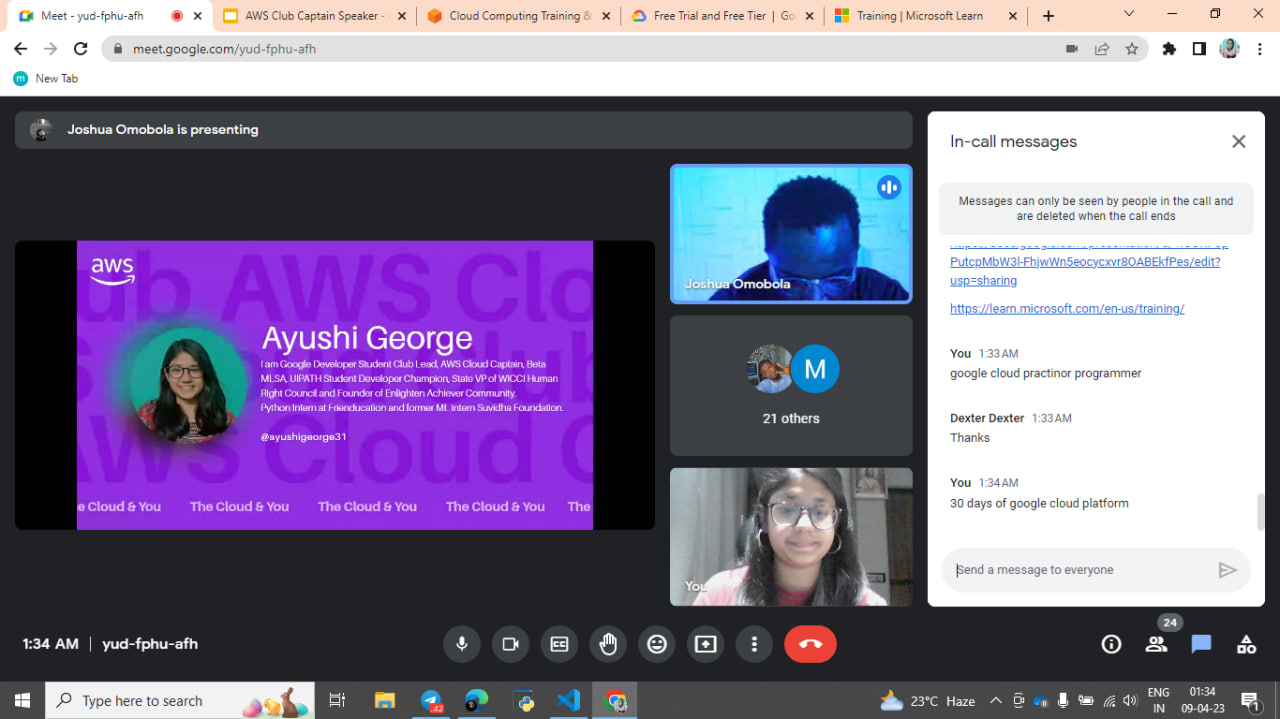 Meet - yud-fphu-afh
AWS Club Captain Speaker -
Cloud Computing Training &
Free Trial and Free Tier | Go
Training | Microsoft Learn
meet.google.com/yud-fphu-afh
New Tab
Joshua Omobola is presenting
aws
ub AWS Clo
Ayushi George
I am Google Developer Student Club Lead, AWS Cloud Captain, Beta
MLSA, UIPATH Student Developer Champion, State VP of WICCI Human
Right Council and Founder of Enlighten Achiever Community.
Python Intern at Frienducation and former ML intern Suvidha Foundation.
@ayushigeorge31
AWS Cloud C
e Cloud & You The Cloud & You The Cloud & You The Cloud & You The
Joshua Omobola
M
21 others
You
In-call messages
Messages can only be seen by people in the call and
are deleted when the call ends
PutcpMbW3l-FhjwWn5eocycxvr8OABEkfPes/edit?
usp=sharing
https://learn.microsoft.com/en-us/training/
You 1:33 AM
google cloud practinor programmer
Dexter Dexter 1:33 AM
Thanks
You 1:34 AM
30 days of google cloud platform
Send a message to everyone
1:34 AM | yud-fphu-afh
24
Type here to search
42
23°C Haze
ENG
IN
01:34
09-04-23
1